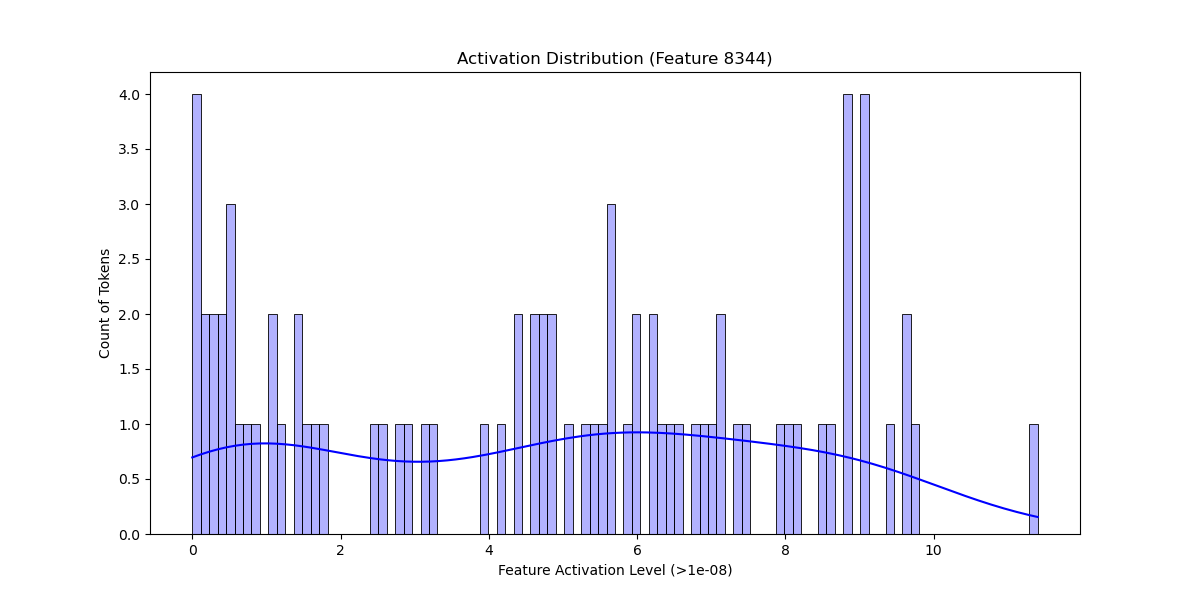 Activation Distribution (Feature 8344)
4.0
3.5
3.0
2.5
2.0
1.5
1.0
0.5
0.0
Count of Tokens
0 2 4 6 8 10
Feature Activation Level (>1e-08)